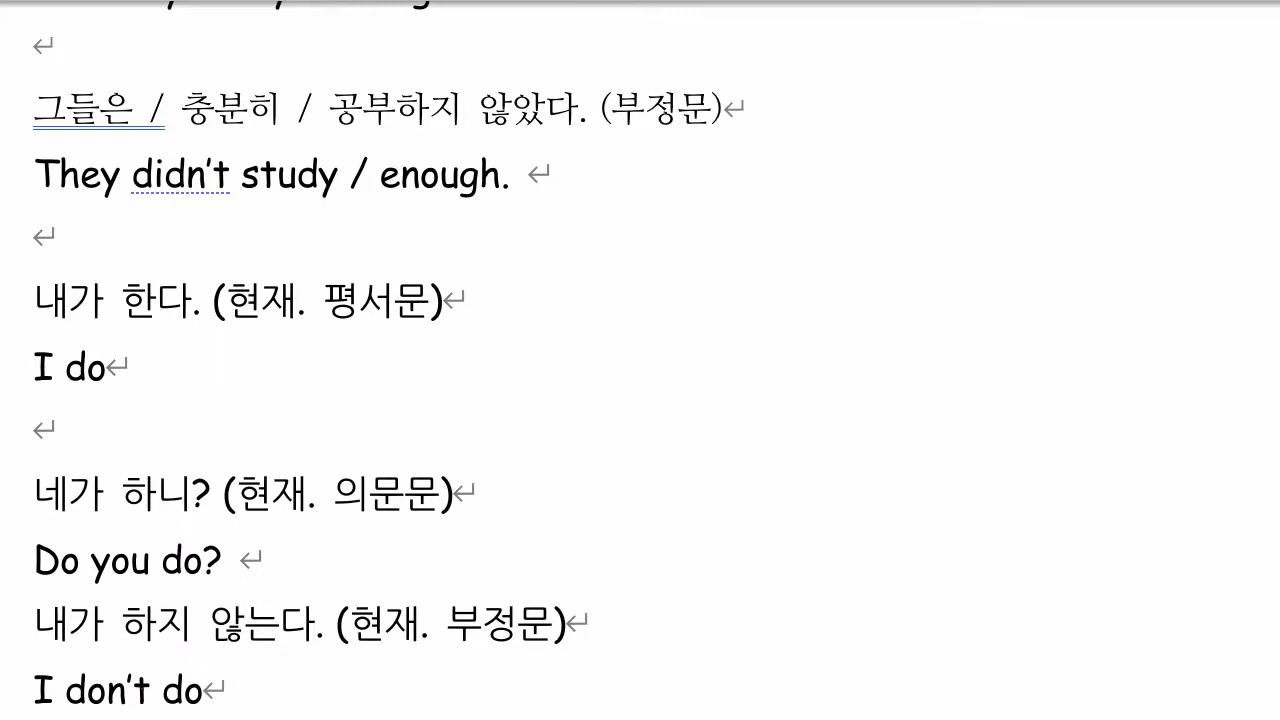 그들은 / 충분히 / 공부하지 않았다. (부정문)
They didn't study / enough.
내가 한다. (현재. 평서문)
I do
네가 하니? (현재. 의문문)
Do you do?
내가 하지 않는다. (현재. 부정문)
I don't do